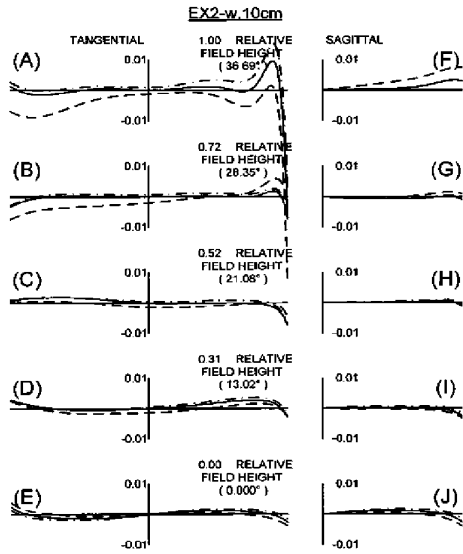 EX2-w.10cm
TANGENTIAL 1.00 RELATIVE SAGITTAL
FIELD HEIGHT
(A) 0.01 ( 36.69° ) 0.01 (F)
-0.01 -0.01
0.72 RELATIVE
FIELD HEIGHT
(B) 0.01 ( 28.35° ) 0.01 (G)
-0.01 -0.01
0.52 RELATIVE
FIELD HEIGHT
(C) 0.01 ( 21.08° ) 0.01 (H)
-0.01 -0.01
0.31 RELATIVE
FIELD HEIGHT
(D) 0.01 ( 13.02° ) 0.01 (I)
-0.01 -0.01
0.00 RELATIVE
FIELD HEIGHT
(E) 0.01 ( 0.000° ) 0.01 (J)
-0.01 -0.01